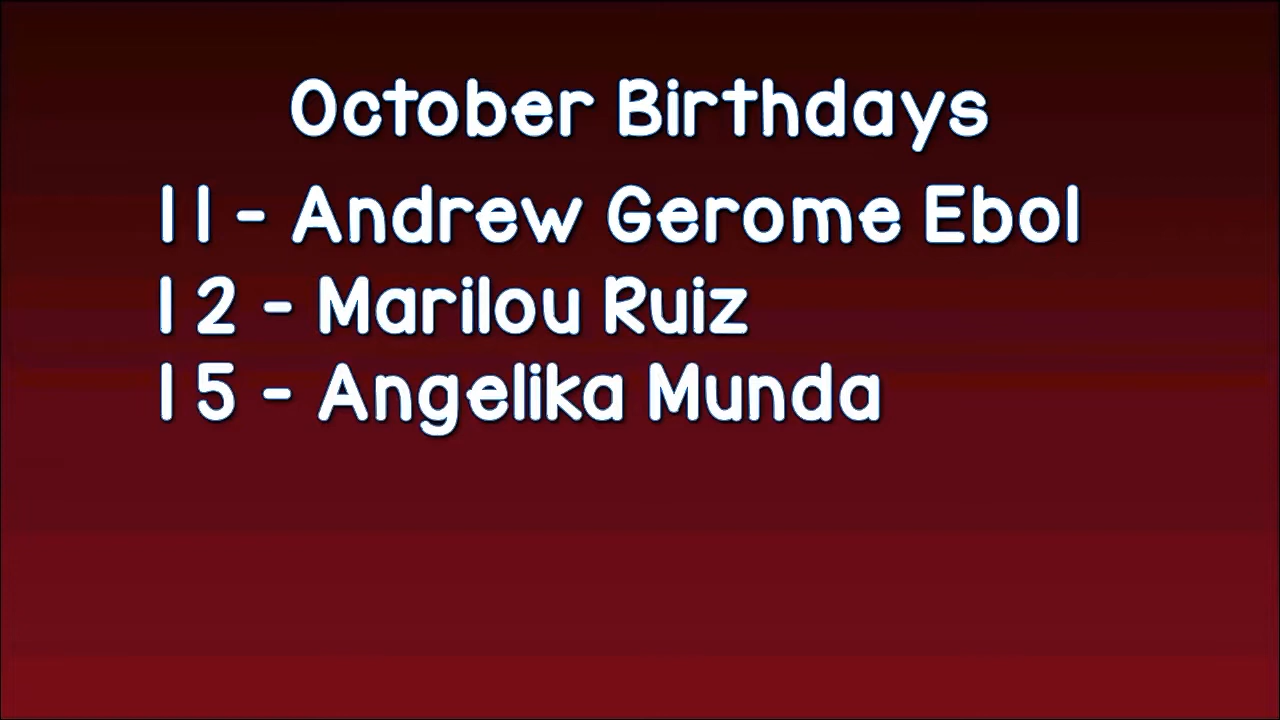 October Birthdays
11 - Andrew Gerome Ebol
12 - Marilou Ruiz
15 - Angelika Munda